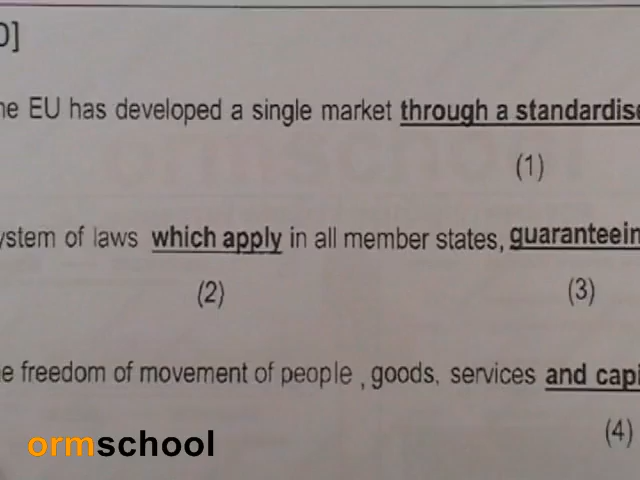 0]
he EU has developed a single market through a standardise
(1)
ystem of laws which apply in all member states, guaranteein
(2) (3)
e freedom of movement of people , goods, services and capi
(4)
ormschool